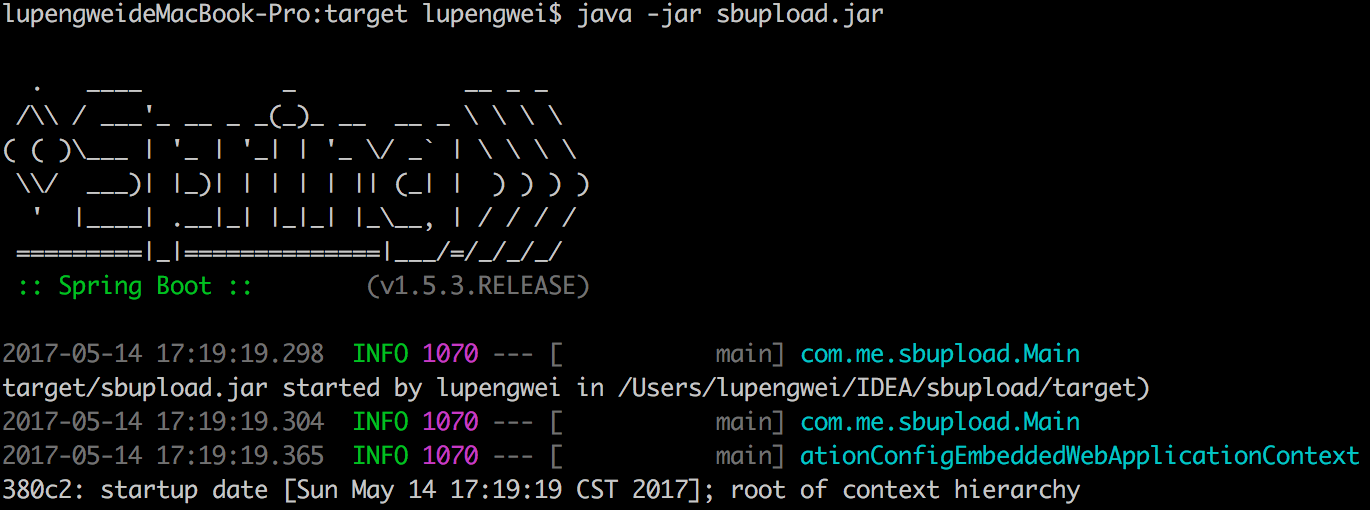 lupengweideMacBook-Pro:target lupengwei$ java -jar sbupload.jar
  .   ____          _            __ _ _
 /\\ / ___'_ __ _ _(_)_ __  __ _ \ \ \ \
( ( )\___ | '_ | '_| | '_ \/ _` | \ \ \ \
 \\/  ___)| |_)| | | | | || (_| |  ) ) ) )
  '  |____| .__|_| |_|_| |_\__, | / / / /
 =========|_|==============|___/=/_/_/_/
 :: Spring Boot ::        (v1.5.3.RELEASE)
2017-05-14 17:19:19.298  INFO 1070 --- [           main] com.me.sbupload.Main
target/sbupload.jar started by lupengwei in /Users/lupengwei/IDEA/sbupload/target)
2017-05-14 17:19:19.304  INFO 1070 --- [           main] com.me.sbupload.Main
2017-05-14 17:19:19.365  INFO 1070 --- [           main] ationConfigEmbeddedWebApplicationContext
380c2: startup date [Sun May 14 17:19:19 CST 2017]; root of context hierarchy